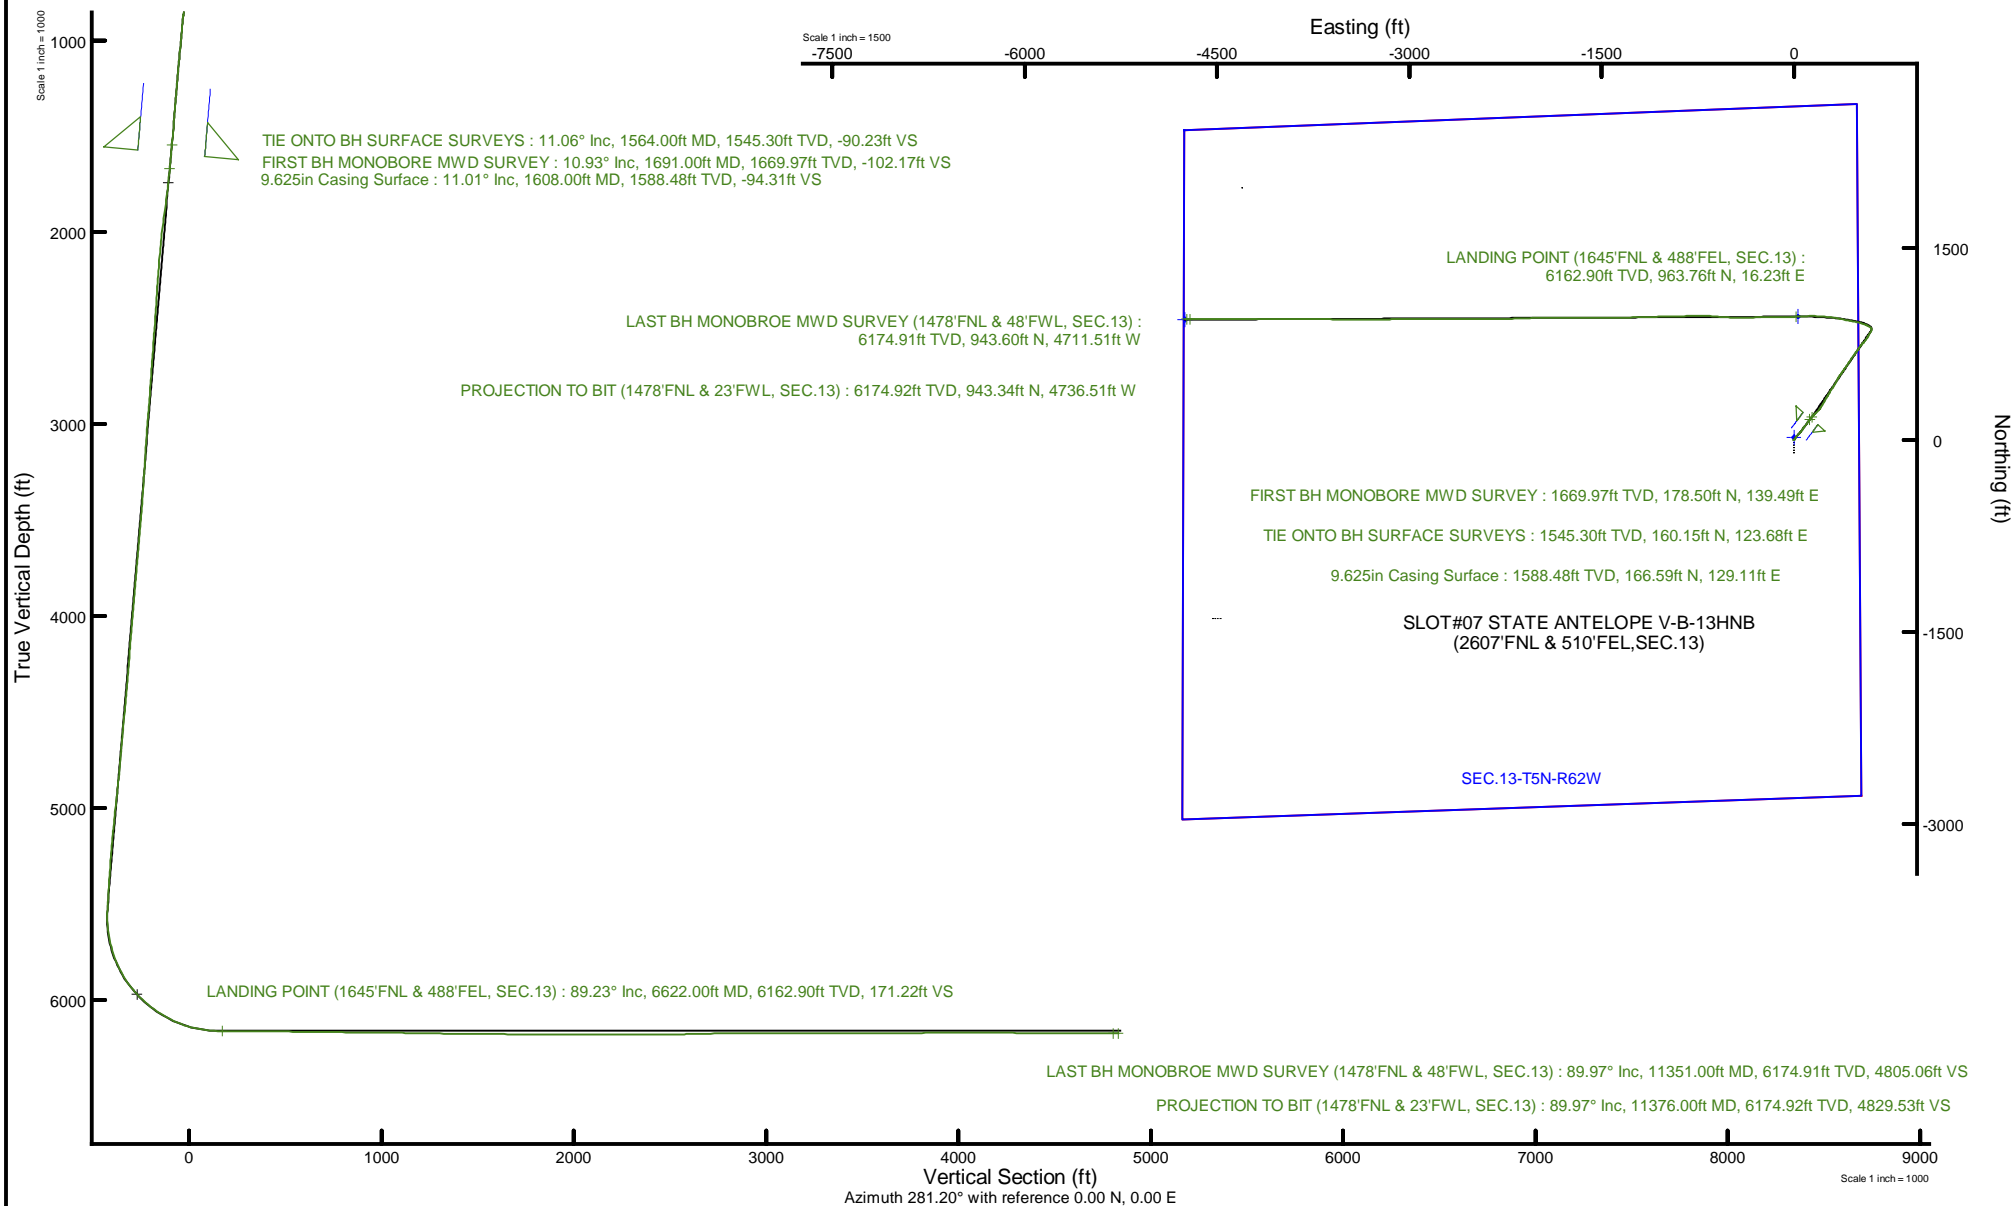 Scale 1 inch = 1000
1000
2000
3000
4000
5000
6000
True Vertical Depth (ft)
TIE ONTO BH SURFACE SURVEYS : 11.06° Inc, 1564.00ft MD, 1545.30ft TVD, -90.23ft VS
FIRST BH MONOBORE MWD SURVEY : 10.93° Inc, 1691.00ft MD, 1669.97ft TVD, -102.17ft VS
9.625in Casing Surface : 11.01° Inc, 1608.00ft MD, 1588.48ft TVD, -94.31ft VS
Easting (ft)
Scale 1 inch = 1500
-7500
-6000
-4500
-3000
-1500
0
LANDING POINT (1645'FNL & 488'FEL, SEC.13) :
6162.90ft TVD, 963.76ft N, 16.23ft E
LAST BH MONOBROE MWD SURVEY (1478'FNL & 48'FWL, SEC.13) :
6174.91ft TVD, 943.60ft N, 4711.51ft W
PROJECTION TO BIT (1478'FNL & 23'FWL, SEC.13) : 6174.92ft TVD, 943.34ft N, 4736.51ft W
FIRST BH MONOBORE MWD SURVEY : 1669.97ft TVD, 178.50ft N, 139.49ft E
TIE ONTO BH SURFACE SURVEYS : 1545.30ft TVD, 160.15ft N, 123.68ft E
9.625in Casing Surface : 1588.48ft TVD, 166.59ft N, 129.11ft E
SLOT#07 STATE ANTELOPE V-B-13HNB
(2607'FNL & 510'FEL,SEC.13)
SEC.13-T5N-R62W
1500
0
-1500
-3000
Northing (ft)
LANDING POINT (1645'FNL & 488'FEL, SEC.13) : 89.23° Inc, 6622.00ft MD, 6162.90ft TVD, 171.22ft VS
LAST BH MONOBROE MWD SURVEY (1478'FNL & 48'FWL, SEC.13) : 89.97° Inc, 11351.00ft MD, 6174.91ft TVD, 4805.06ft VS
PROJECTION TO BIT (1478'FNL & 23'FWL, SEC.13) : 89.97° Inc, 11376.00ft MD, 6174.92ft TVD, 4829.53ft VS
0
1000
2000
3000
4000
5000
6000
7000
8000
9000
Vertical Section (ft)
Scale 1 inch = 1000
Azimuth 281.20° with reference 0.00 N, 0.00 E